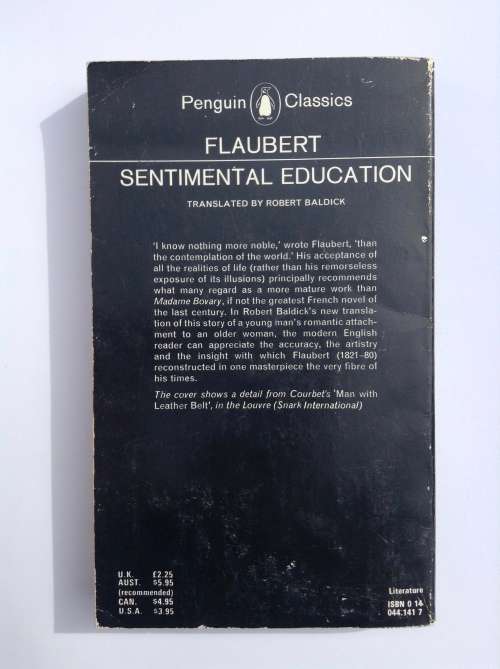 Penguin Classics
FLAUBERT
SENTIMENTAL EDUCATION
TRANSLATED BY ROBERT BALDICK
'I know nothing more noble,' wrote Flaubert, 'than
the contemplation of the world.' His acceptance of
all the realities of life (rather than his remorseless
exposure of its illusions) principally recommends
what many regard as a more mature work than
Madame Bovary, if not the greatest French novel of
the last century. In Robert Baldick's new transla-
tion of this story of a young man's romantic attach-
ment to an older woman, the modern English
reader can appreciate the accuracy, the artistry
and the insight with which Flaubert (1821–80)
reconstructed in one masterpiece the very fibre of
his times.
The cover shows a detail from Courbet's 'Man with
Leather Belt', in the Louvre (Snark International)
U.K. £2.25
AUST. $5.95
(recommended)
CAN. $4.95
U.S.A. $3.95
Literature
ISBN 0 14
044.141 7